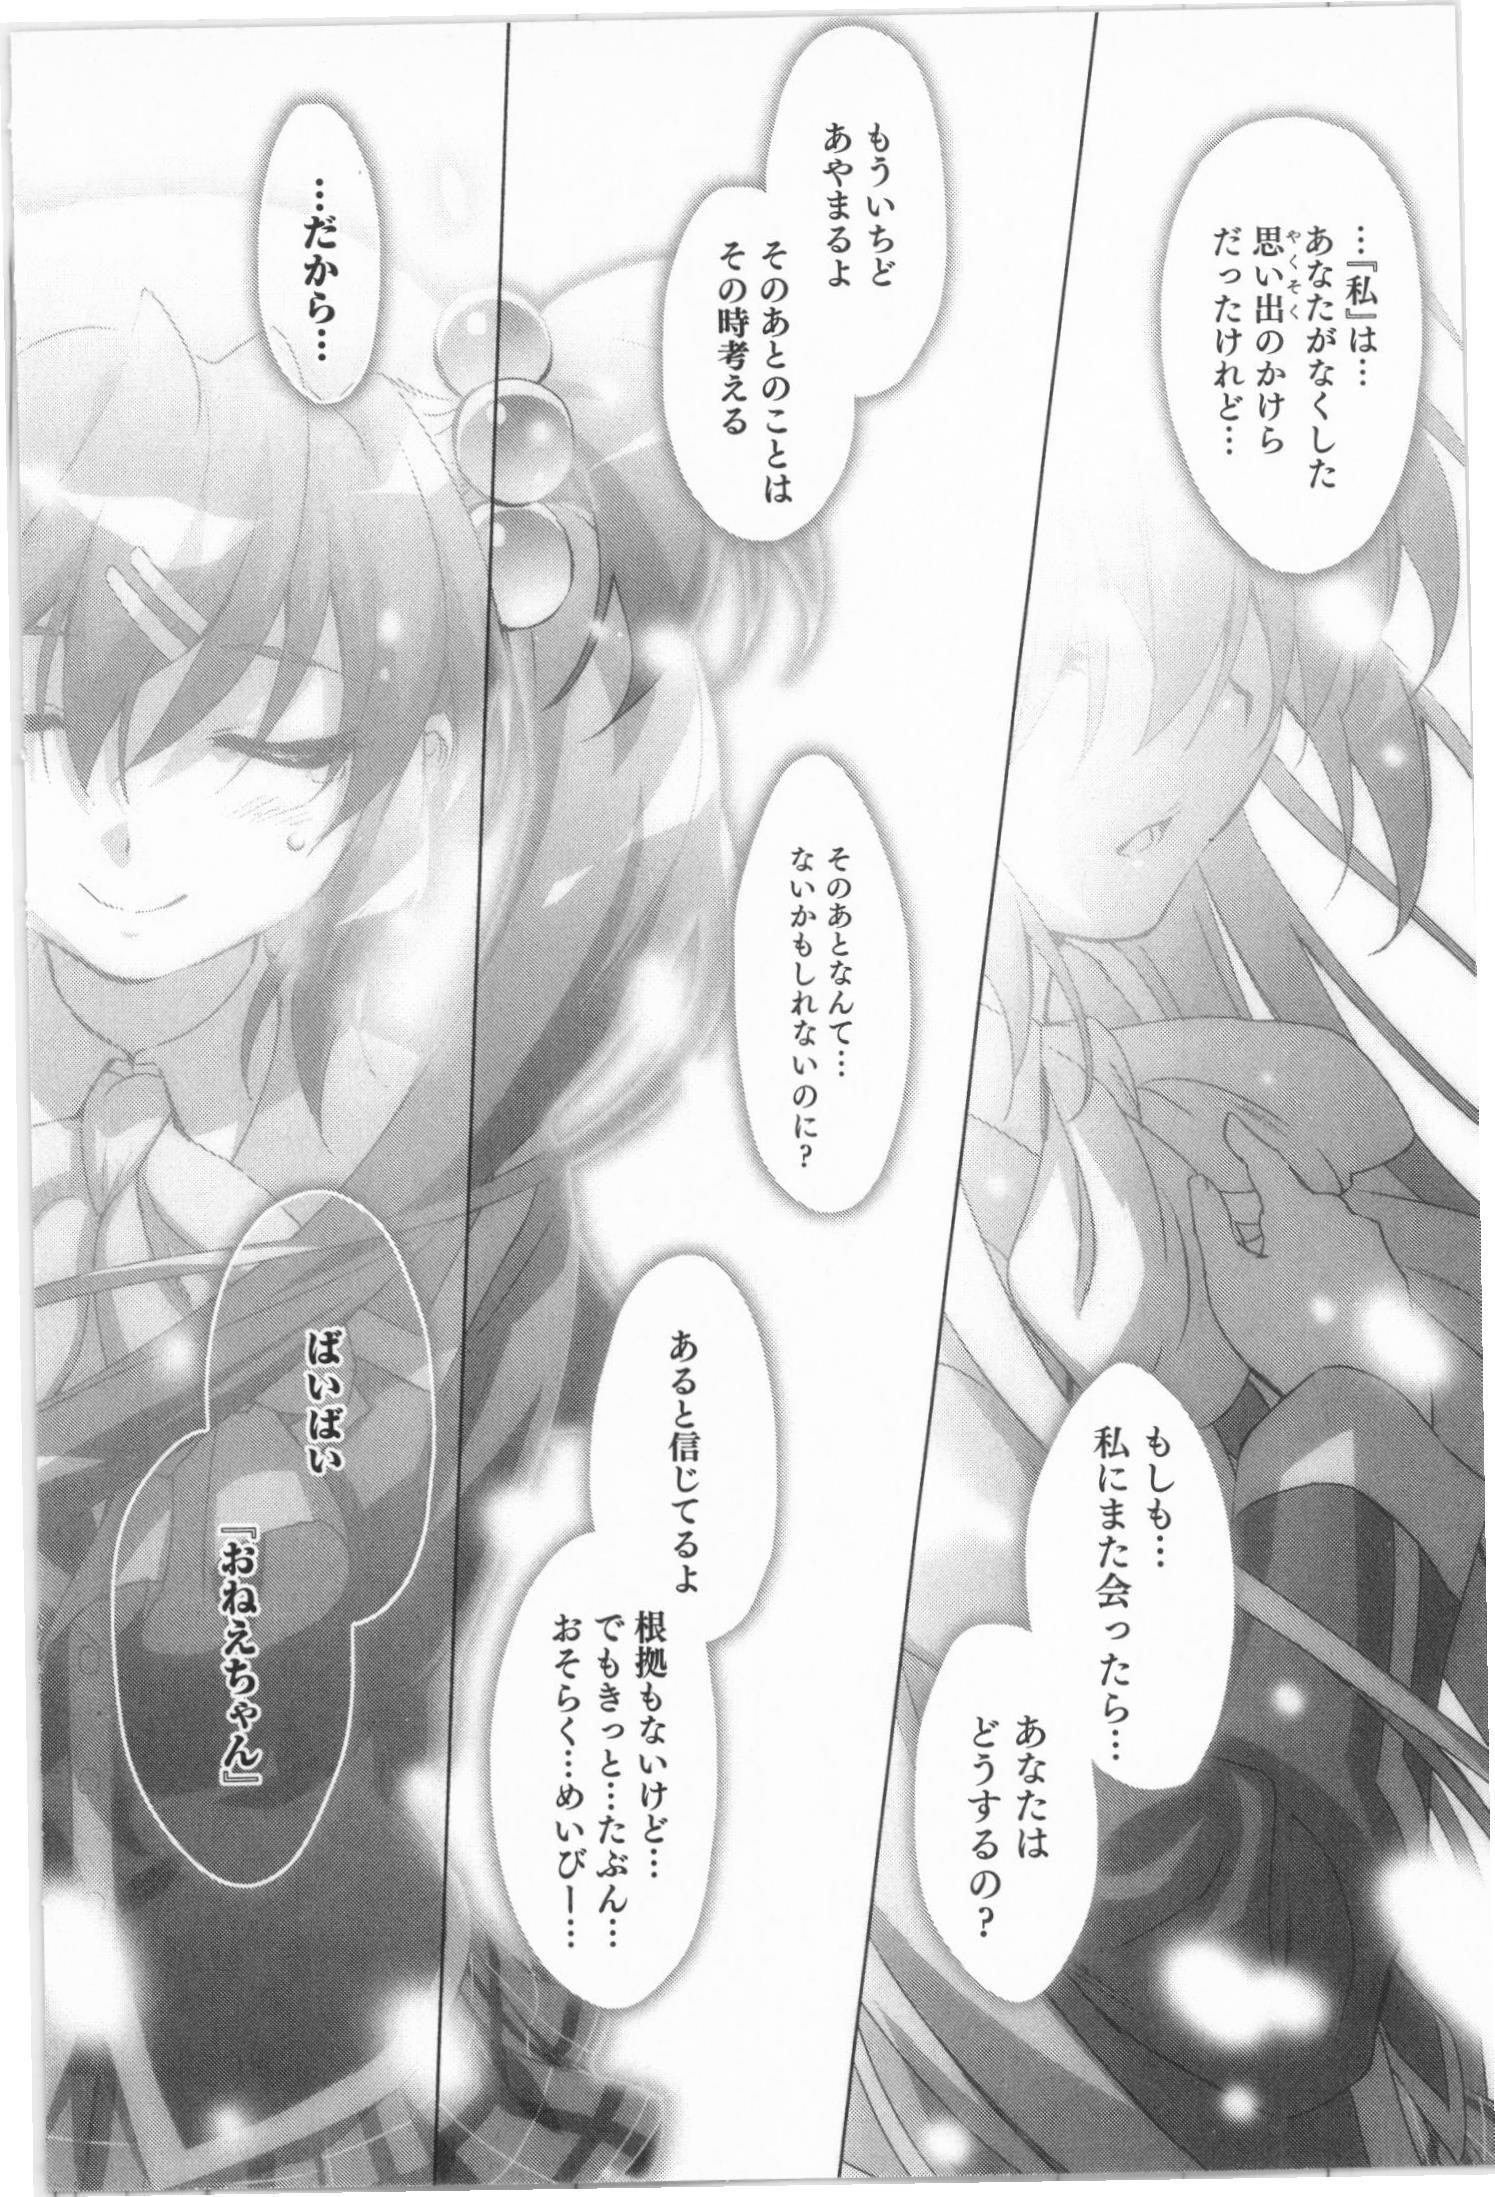 …『私』は…
あなたがなくした
思い出のかけら
やくそく
だったけれど…
もしも…
私にまた会ったら…
あなたは
どうするの？
もういちど
あやまるよ
そのあとのことは
その時考える
そのあとなんて…
ないかもしれないのに？
あると信じてるよ
根拠もないけど…
でもきっと…たぶん…
おそらく…めいびー…
…だから…
ばいばい
『おねえちゃん』